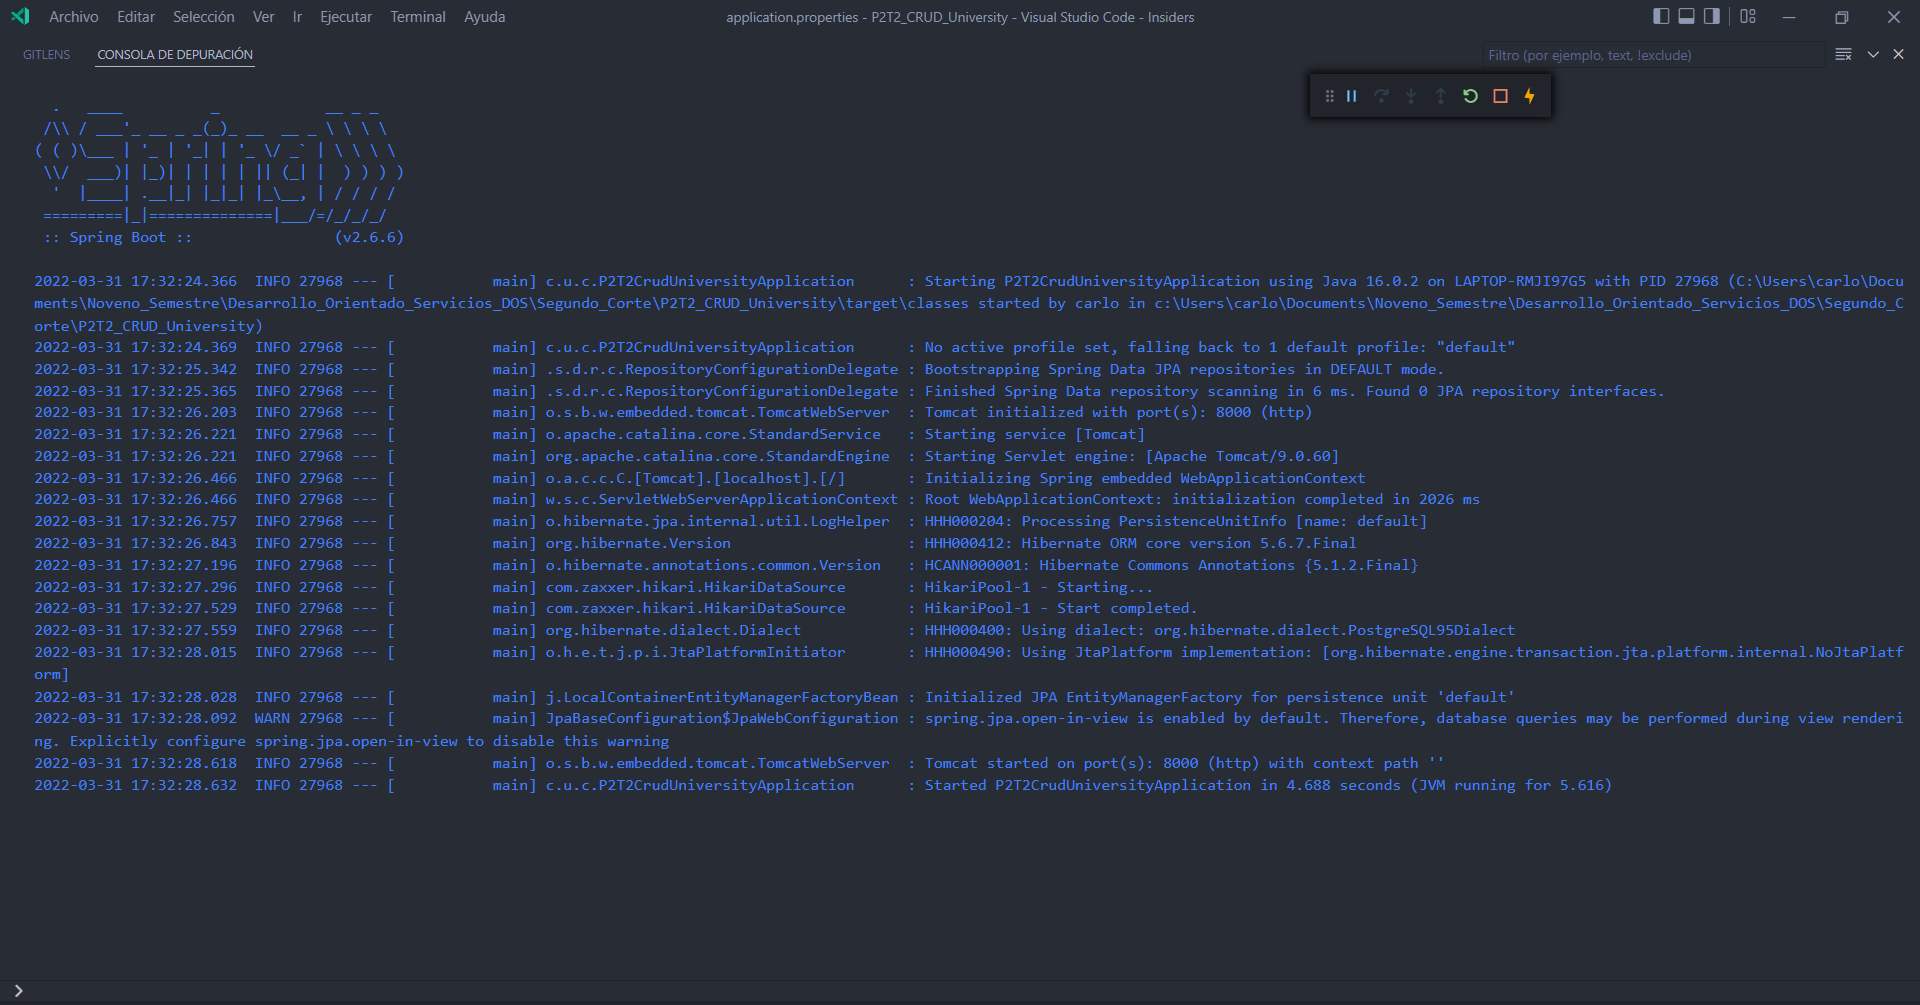 Archivo Editar Selección Ver Ir Ejecutar Terminal Ayuda application.properties - P2T2_CRUD_University - Visual Studio Code - Insiders
GITLENS CONSOLA DE DEPURACIÓN Filtro (por ejemplo, text, !exclude)
  .   ____          _            __ _ _
 /\\ / ___'_ __ _ _(_)_ __  __ _ \ \ \ \
( ( )\___ | '_ | '_| | '_ \/ _` | \ \ \ \
 \\/  ___)| |_)| | | | | || (_| |  ) ) ) )
  '  |____| .__|_| |_|_| |_\__, | / / / /
 =========|_|==============|___/=/_/_/_/
 :: Spring Boot ::                (v2.6.6)
2022-03-31 17:32:24.366  INFO 27968 --- [           main] c.u.c.P2T2CrudUniversityApplication      : Starting P2T2CrudUniversityApplication using Java 16.0.2 on LAPTOP-RMJI97G5 with PID 27968 (C:\Users\carlo\Docu
ments\Noveno_Semestre\Desarrollo_Orientado_Servicios_DOS\Segundo_Corte\P2T2_CRUD_University\target\classes started by carlo in c:\Users\carlo\Documents\Noveno_Semestre\Desarrollo_Orientado_Servicios_DOS\Segundo_C
orte\P2T2_CRUD_University)
2022-03-31 17:32:24.369  INFO 27968 --- [           main] c.u.c.P2T2CrudUniversityApplication      : No active profile set, falling back to 1 default profile: "default"
2022-03-31 17:32:25.342  INFO 27968 --- [           main] .s.d.r.c.RepositoryConfigurationDelegate : Bootstrapping Spring Data JPA repositories in DEFAULT mode.
2022-03-31 17:32:25.365  INFO 27968 --- [           main] .s.d.r.c.RepositoryConfigurationDelegate : Finished Spring Data repository scanning in 6 ms. Found 0 JPA repository interfaces.
2022-03-31 17:32:26.203  INFO 27968 --- [           main] o.s.b.w.embedded.tomcat.TomcatWebServer  : Tomcat initialized with port(s): 8000 (http)
2022-03-31 17:32:26.221  INFO 27968 --- [           main] o.apache.catalina.core.StandardService   : Starting service [Tomcat]
2022-03-31 17:32:26.221  INFO 27968 --- [           main] org.apache.catalina.core.StandardEngine  : Starting Servlet engine: [Apache Tomcat/9.0.60]
2022-03-31 17:32:26.466  INFO 27968 --- [           main] o.a.c.c.C.[Tomcat].[localhost].[/]       : Initializing Spring embedded WebApplicationContext
2022-03-31 17:32:26.466  INFO 27968 --- [           main] w.s.c.ServletWebServerApplicationContext : Root WebApplicationContext: initialization completed in 2026 ms
2022-03-31 17:32:26.757  INFO 27968 --- [           main] o.hibernate.jpa.internal.util.LogHelper  : HHH000204: Processing PersistenceUnitInfo [name: default]
2022-03-31 17:32:26.843  INFO 27968 --- [           main] org.hibernate.Version                    : HHH000412: Hibernate ORM core version 5.6.7.Final
2022-03-31 17:32:27.196  INFO 27968 --- [           main] o.hibernate.annotations.common.Version   : HCANN000001: Hibernate Commons Annotations {5.1.2.Final}
2022-03-31 17:32:27.296  INFO 27968 --- [           main] com.zaxxer.hikari.HikariDataSource       : HikariPool-1 - Starting...
2022-03-31 17:32:27.529  INFO 27968 --- [           main] com.zaxxer.hikari.HikariDataSource       : HikariPool-1 - Start completed.
2022-03-31 17:32:27.559  INFO 27968 --- [           main] org.hibernate.dialect.Dialect            : HHH000400: Using dialect: org.hibernate.dialect.PostgreSQL95Dialect
2022-03-31 17:32:28.015  INFO 27968 --- [           main] o.h.e.t.j.p.i.JtaPlatformInitiator       : HHH000490: Using JtaPlatform implementation: [org.hibernate.engine.transaction.jta.platform.internal.NoJtaPlatf
orm]
2022-03-31 17:32:28.028  INFO 27968 --- [           main] j.LocalContainerEntityManagerFactoryBean : Initialized JPA EntityManagerFactory for persistence unit 'default'
2022-03-31 17:32:28.092  WARN 27968 --- [           main] JpaBaseConfiguration$JpaWebConfiguration : spring.jpa.open-in-view is enabled by default. Therefore, database queries may be performed during view renderi
ng. Explicitly configure spring.jpa.open-in-view to disable this warning
2022-03-31 17:32:28.618  INFO 27968 --- [           main] o.s.b.w.embedded.tomcat.TomcatWebServer  : Tomcat started on port(s): 8000 (http) with context path ''
2022-03-31 17:32:28.632  INFO 27968 --- [           main] c.u.c.P2T2CrudUniversityApplication      : Started P2T2CrudUniversityApplication in 4.688 seconds (JVM running for 5.616)